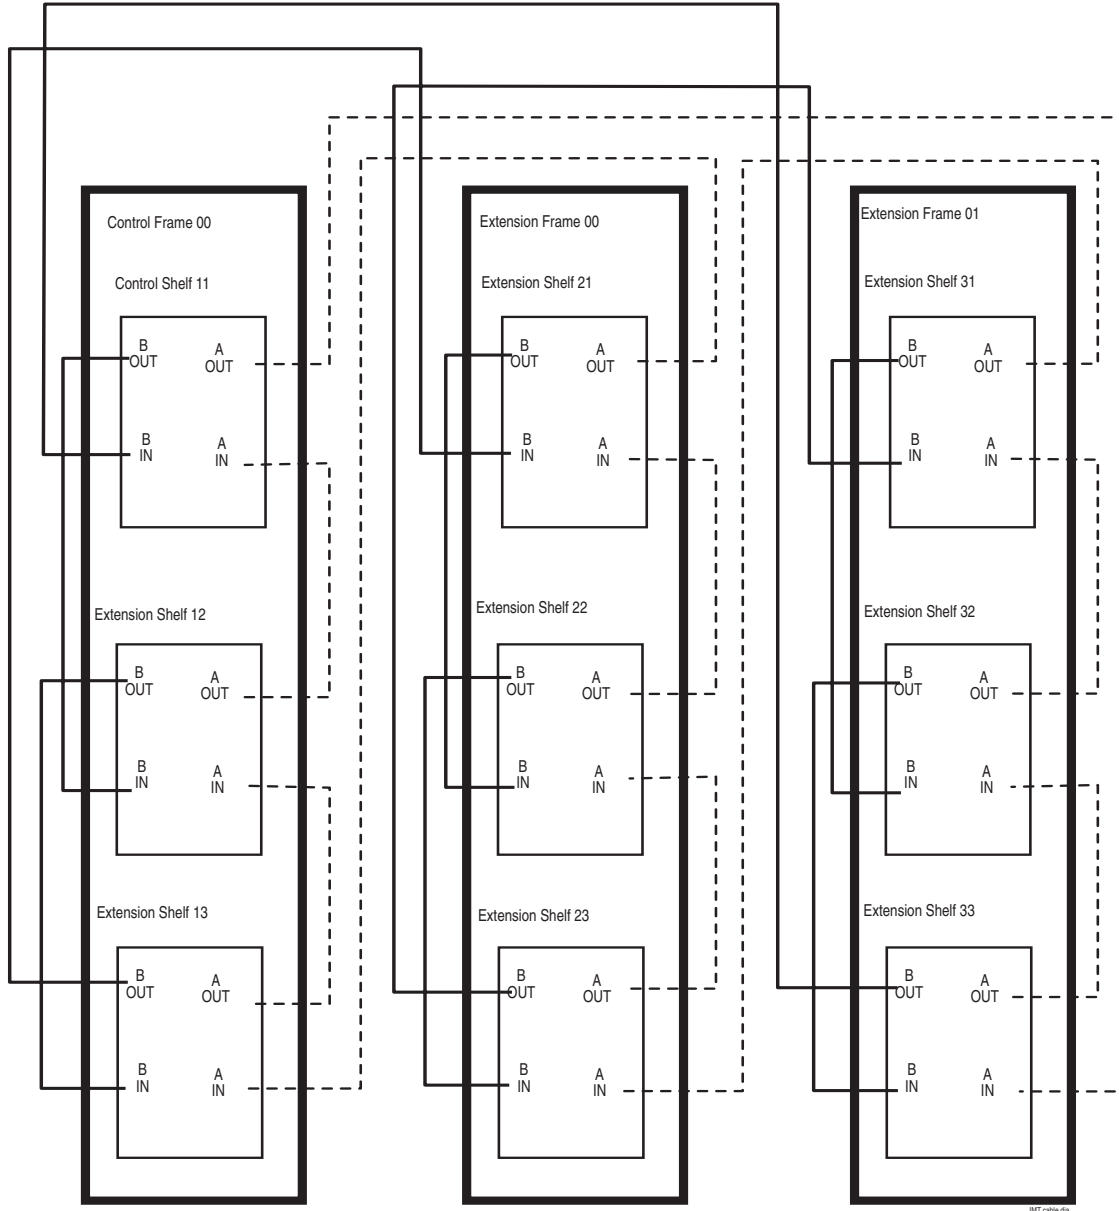 Control Frame 00
Control Shelf 11
B
OUT
A
OUT
B
IN
A
IN
Extension Shelf 12
B
OUT
A
OUT
B
IN
A
IN
Extension Shelf 13
B
OUT
A
OUT
B
IN
A
IN
Extension Frame 00
Extension Shelf 21
B
OUT
A
OUT
B
IN
A
IN
Extension Shelf 22
B
OUT
A
OUT
B
IN
A
IN
Extension Shelf 23
B
OUT
A
OUT
B
IN
A
IN
Extension Frame 01
Extension Shelf 31
B
OUT
A
OUT
B
IN
A
IN
Extension Shelf 32
B
OUT
A
OUT
B
IN
A
IN
Extension Shelf 33
B
OUT
A
OUT
B
IN
A
IN
IMT cable dia